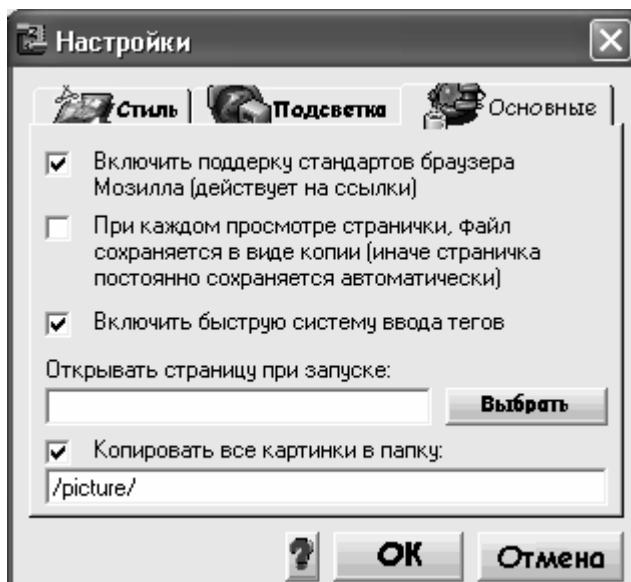 Настройки
Стиль Подсветка Основные
Включить поддерку стандартов браузера
Мозилла (действует на ссылки)
При каждом просмотре странички, файл
сохраняется в виде копии (иначе страничка
постоянно сохраняется автоматически)
Включить быструю систему ввода тегов
Открывать страницу при запуске:
Выбрать
Копировать все картинки в папку:
/picture/
? ОК Отмена